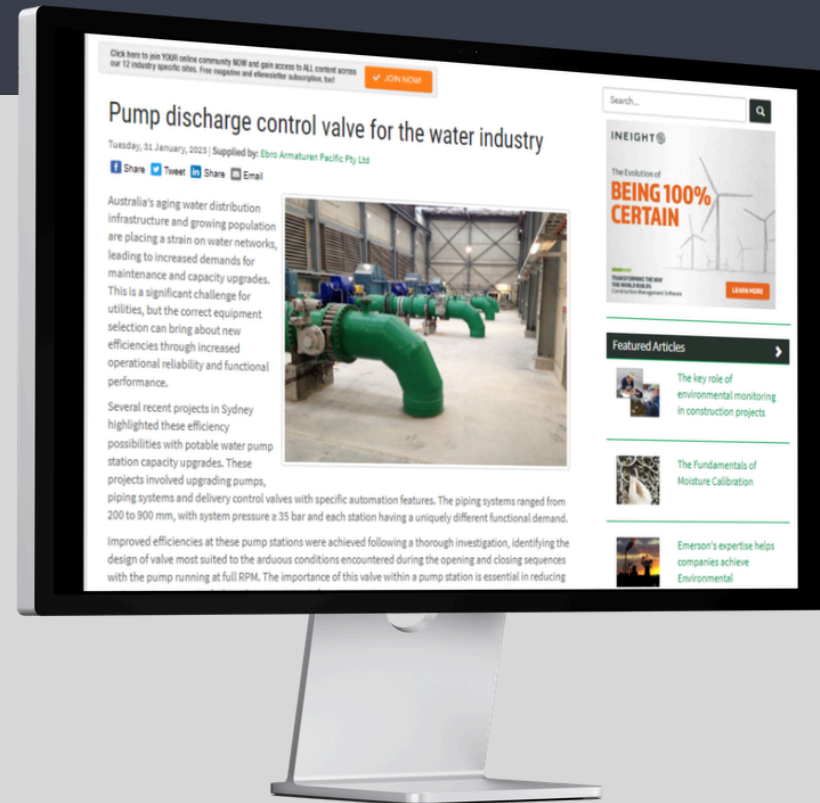 Click here to join YOUR online community NOW and gain access to ALL content across
our 12 industry specific sites. Free magazine and eNewsletter subscription, too!
JOIN NOW!
Pump discharge control valve for the water industry
Tuesday, 31 January, 2023 | Supplied by: Ebro Armaturen Pacific Pty Ltd
Share Tweet in Share Email
Australia's aging water distribution
infrastructure and growing population
are placing a strain on water networks,
leading to increased demands for
maintenance and capacity upgrades.
This is a significant challenge for
utilities, but the correct equipment
selection can bring about new
efficiencies through increased
operational reliability and functional
performance.
Several recent projects in Sydney
highlighted these efficiency
possibilities with potable water pump
station capacity upgrades. These
projects involved upgrading pumps,
piping systems and delivery control valves with specific automation features. The piping systems ranged from
200 to 900 mm, with system pressure ≥ 35 bar and each station having a uniquely different functional demand.
Improved efficiencies at these pump stations were achieved following a thorough investigation, identifying the
design of valve most suited to the arduous conditions encountered during the opening and closing sequences
with the pump running at full RPM. The importance of this valve within a pump station is essential in reducing
Search...
INEIGHT
The Evolution of
BEING 100%
CERTAIN
TRANSFORMING THE WAY
THE WORLD BUILDS
Construction Management Software
LEARN MORE
Featured Articles
The key role of
environmental monitoring
in construction projects
The Fundamentals of
Moisture Calibration
Emerson's expertise helps
companies achieve
Environmental